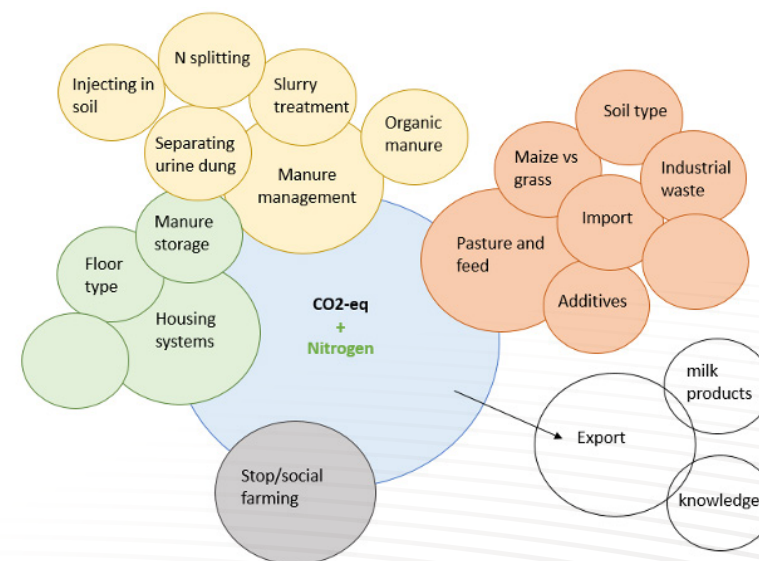 N splitting
Injecting in
soil
Slurry
treatment
Organic
manure
Separating
urine dung
Manure
management
Manure
storage
Floor
type
Housing
systems
CO2-eq
+
Nitrogen
Stop/social
farming
Soil type
Maize vs
grass
Industrial
waste
Import
Pasture and
feed
Additives
Export
milk
products
knowledge